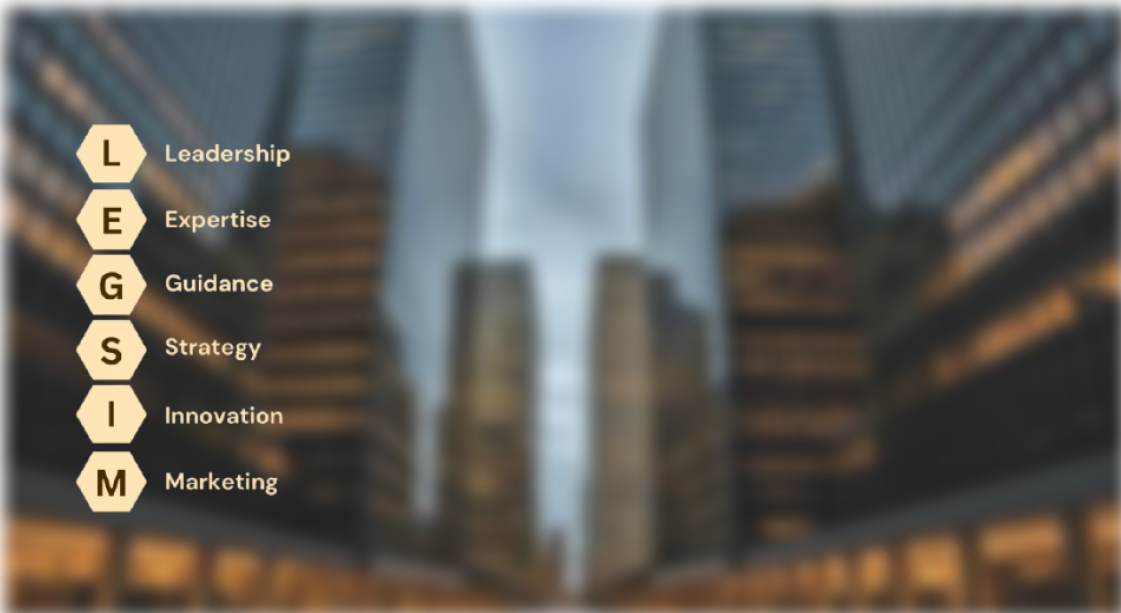 L Leadership
E Expertise
G Guidance
S Strategy
I Innovation
M Marketing